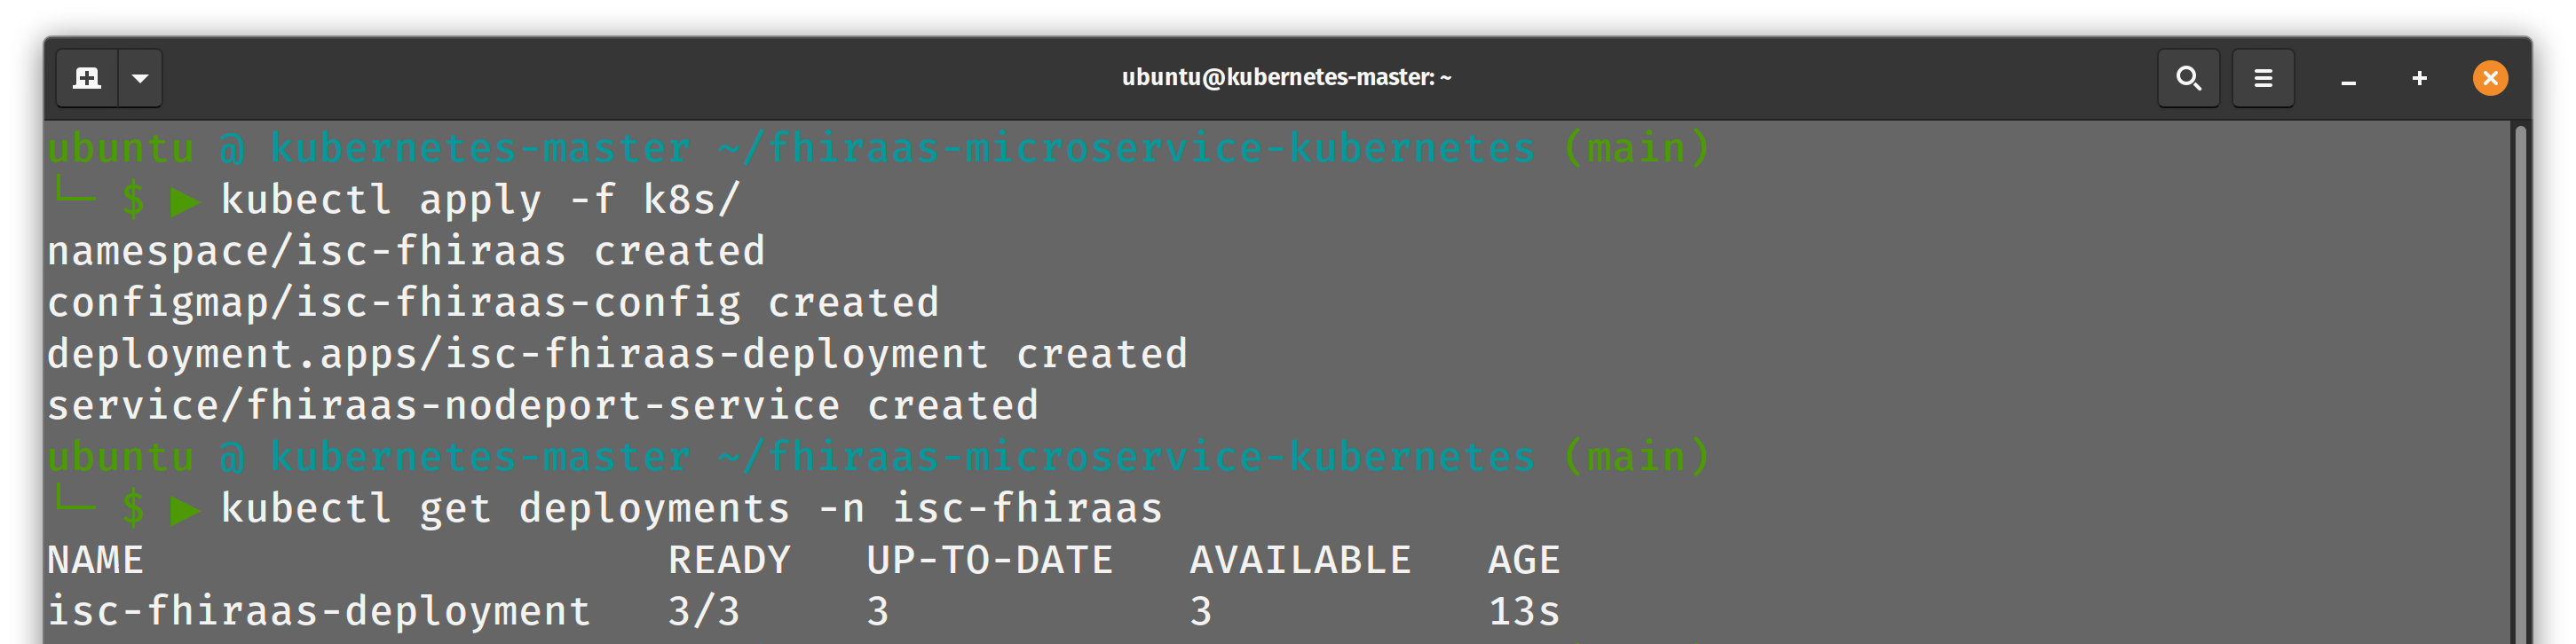 ubuntu@kubernetes-master: ~
ubuntu @ kubernetes-master ~/fhiraas-microservice-kubernetes (main)
└─ $ ▶ kubectl apply -f k8s/
namespace/isc-fhiraas created
configmap/isc-fhiraas-config created
deployment.apps/isc-fhiraas-deployment created
service/fhiraas-nodeport-service created
ubuntu @ kubernetes-master ~/fhiraas-microservice-kubernetes (main)
└─ $ ▶ kubectl get deployments -n isc-fhiraas
NAME READY UP-TO-DATE AVAILABLE AGE
isc-fhiraas-deployment 3/3 3 3 13s